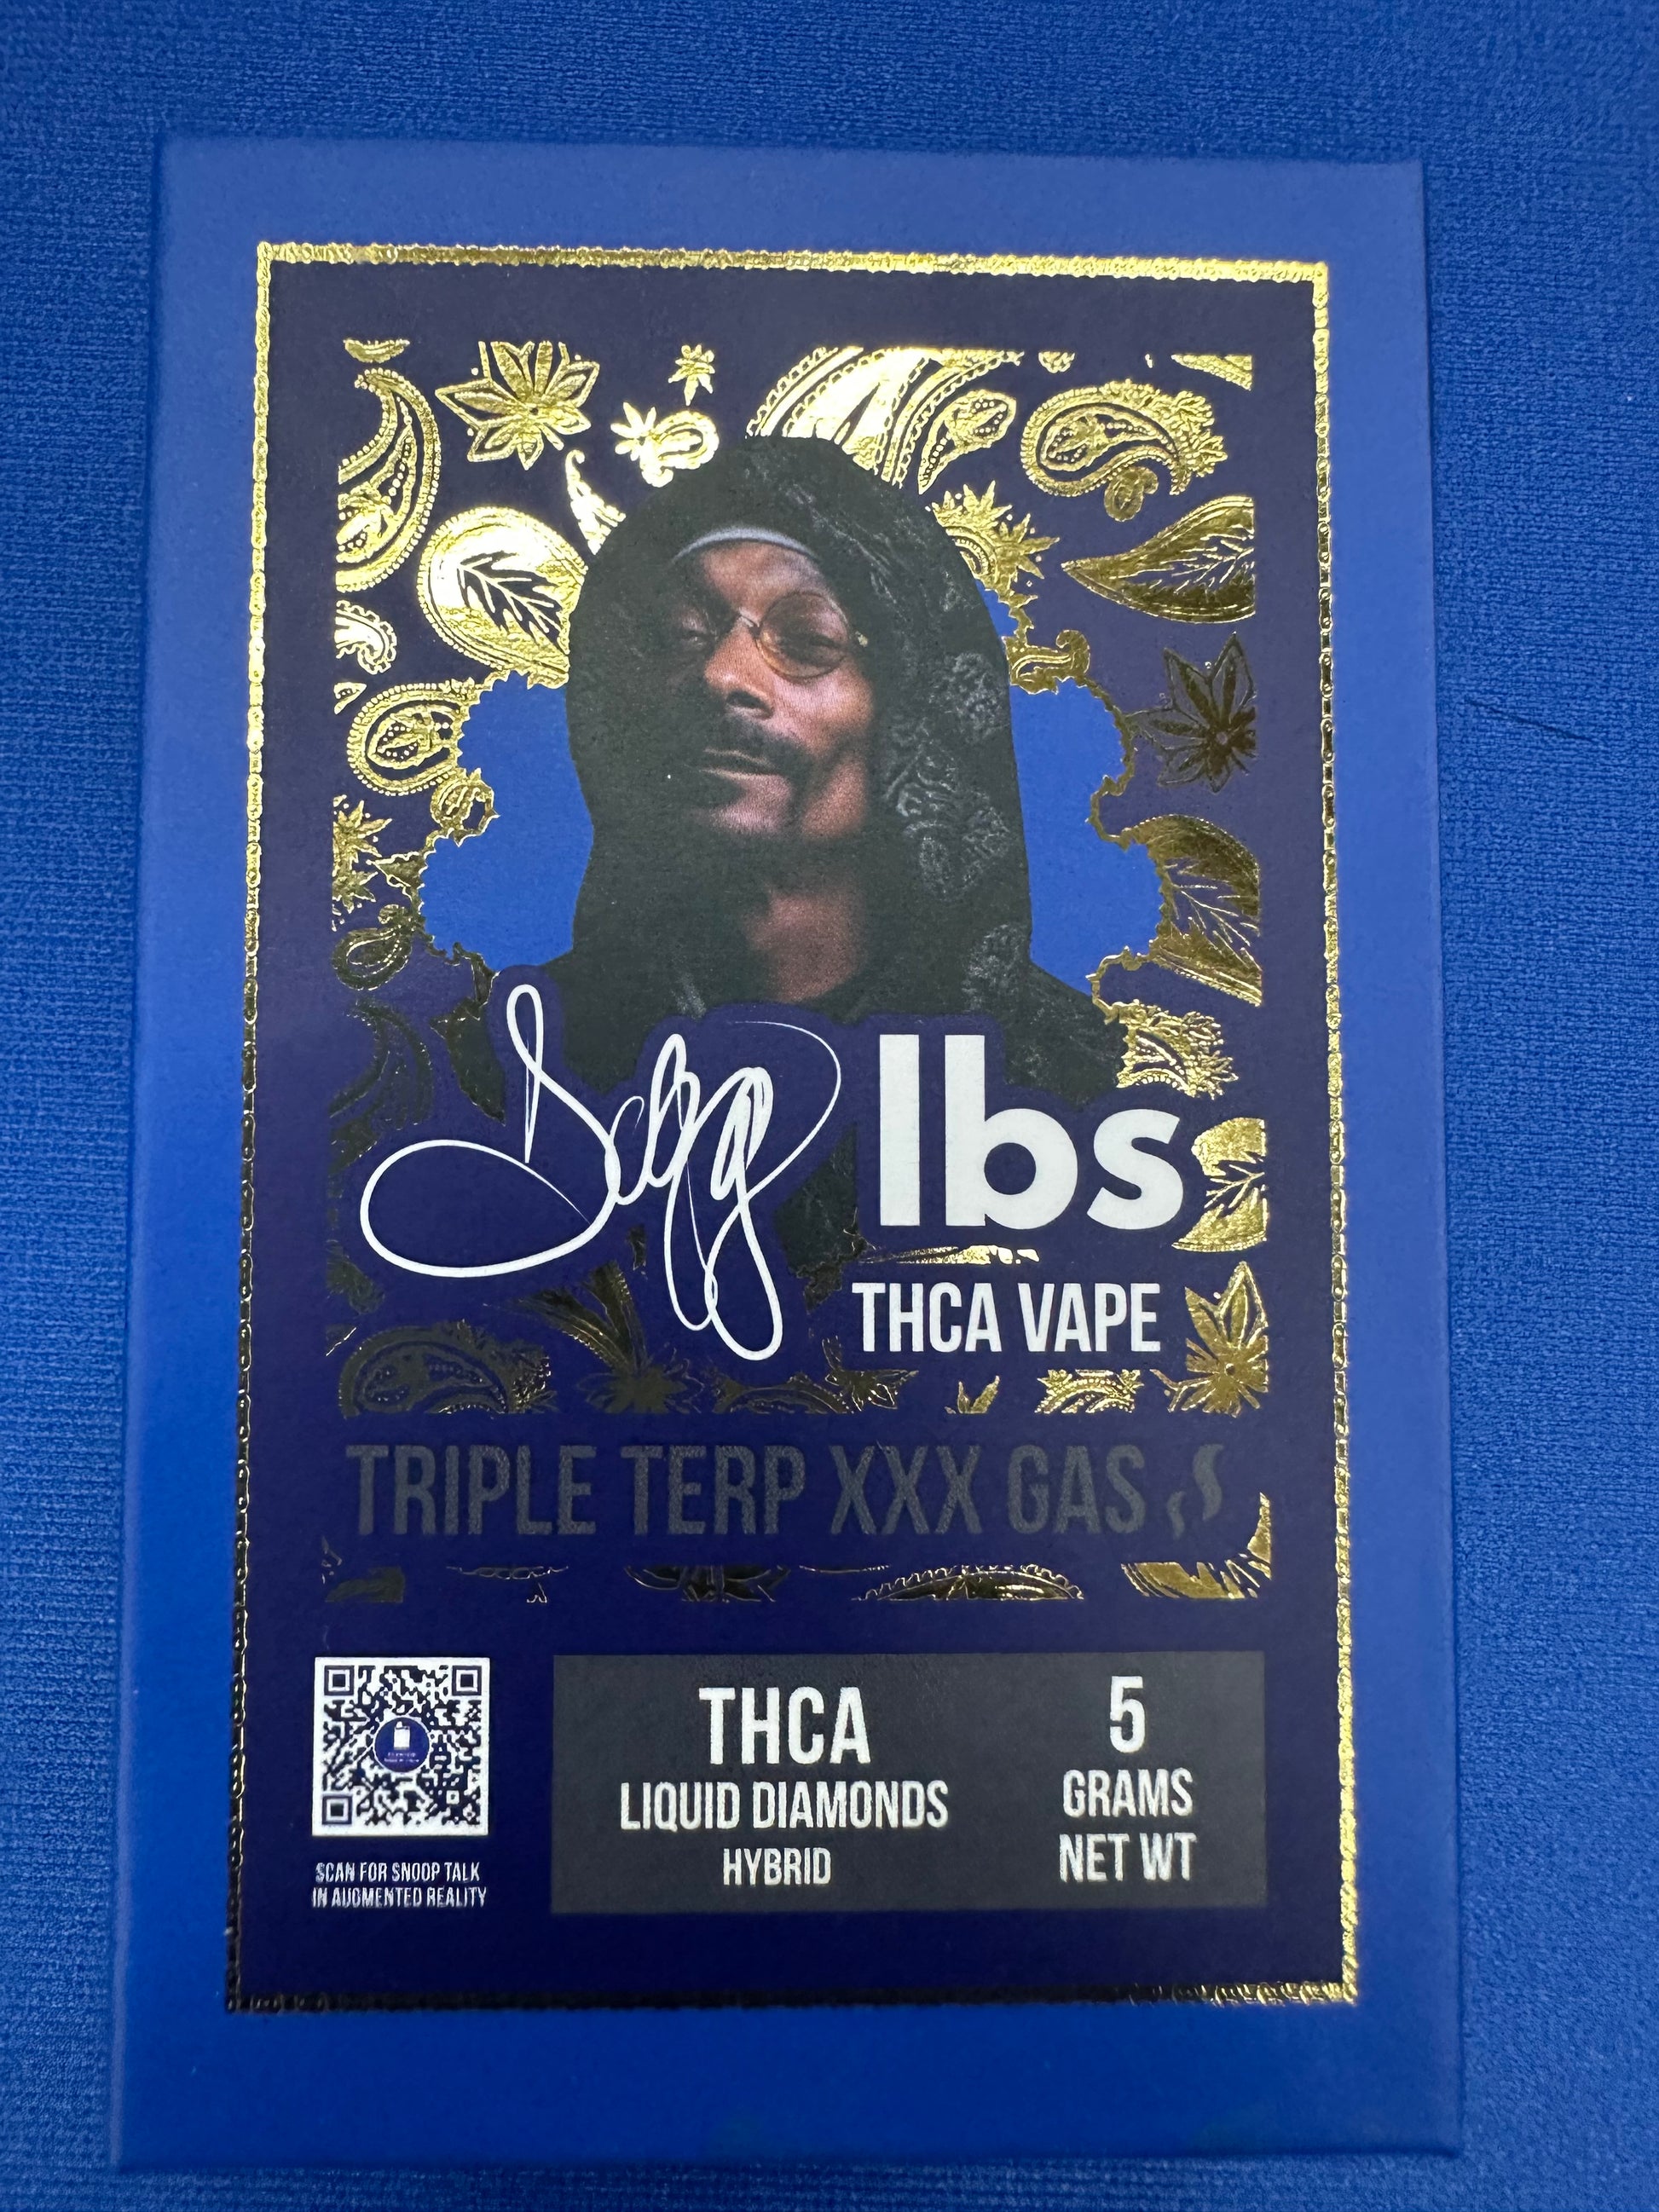 Snoop lbs
THCA VAPE
TRIPLE TERP XXX GAS
THCA
LIQUID DIAMONDS
HYBRID
5
GRAMS
NET WT
SCAN FOR SNOOP TALK
IN AUGMENTED REALITY